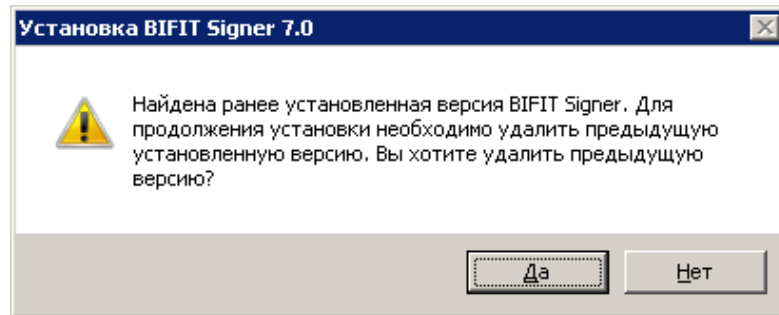 Установка BIFIT Signer 7.0
Найдена ранее установленная версия BIFIT Signer. Для
продолжения установки необходимо удалить предыдущую
установленную версию. Вы хотите удалить предыдущую
версию?
Да Нет